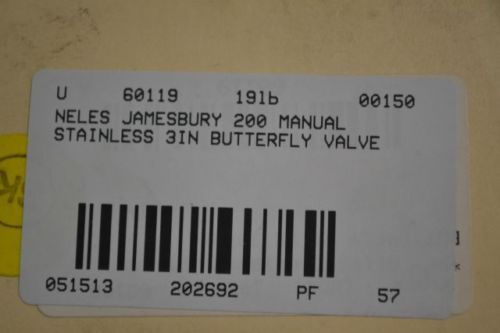 U 60119 19lb 00150
NELES JAMESBURY 200 MANUAL
STAINLESS 3IN BUTTERFLY VALVE
051513 202692 PF 57